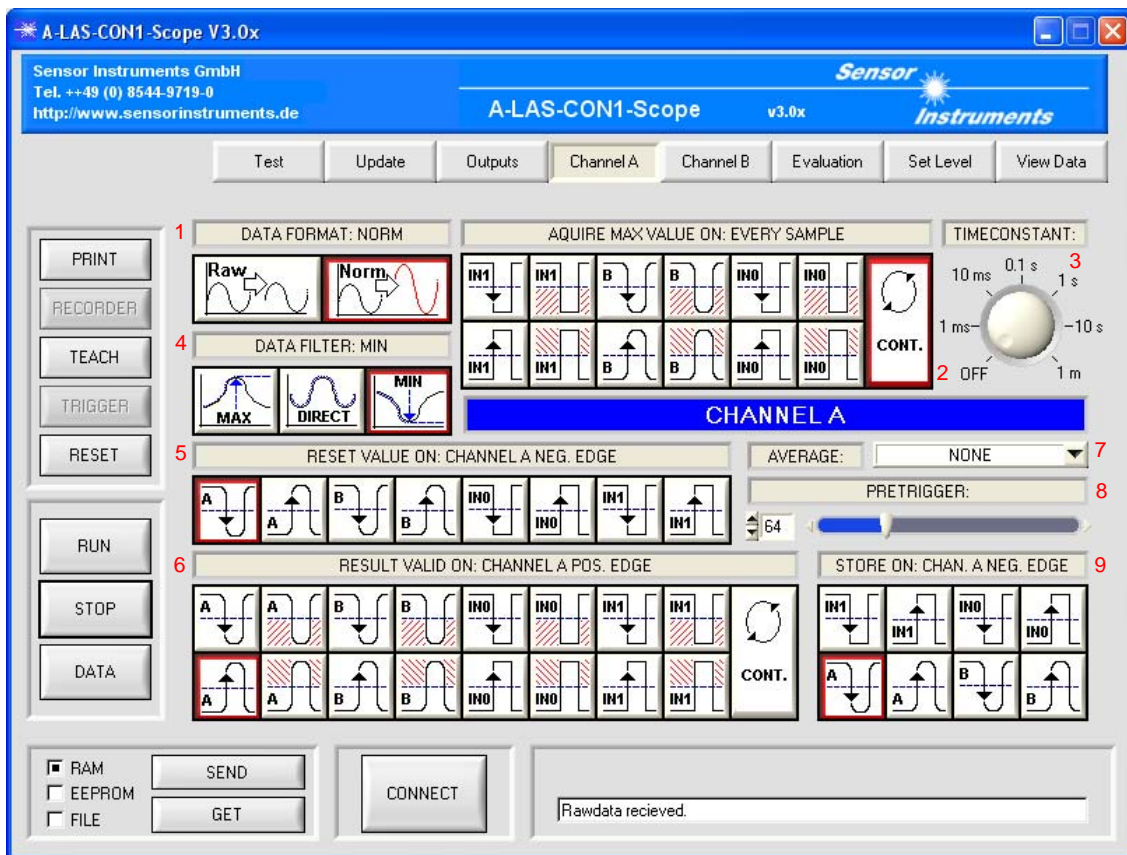 A-LAS-CON1-Scope V3.0x
Sensor Instruments GmbH
Tel. ++49 (0) 8544-9719-0
http://www.sensorinstruments.de
A-LAS-CON1-Scope v3.0x
Sensor
Instruments
Test Update Outputs Channel A Channel B Evaluation Set Level View Data
PRINT
RECORDER
TEACH
TRIGGER
RESET
RUN
STOP
DATA
1 DATA FORMAT: NORM
Raw Norm
4 DATA FILTER: MIN
MAX DIRECT MIN
AQUIRE MAX VALUE ON: EVERY SAMPLE
IN1 IN1 B B IN0 IN0
IN1 IN1 B B IN0 IN0
CONT.
2
TIMECONSTANT:
3
OFF 1 ms 10 ms 0.1 s 1 s 10 s 1 m
CHANNEL A
5 RESET VALUE ON: CHANNEL A NEG. EDGE
A A B B IN0 IN0 IN1 IN1
AVERAGE: NONE 7
PRETRIGGER: 8
64
6 RESULT VALID ON: CHANNEL A POS. EDGE
A A B B IN0 IN0 IN1 IN1
A A B B IN0 IN0 IN1 IN1
CONT.
STORE ON: CHAN. A NEG. EDGE 9
IN1 IN1 IN0 IN0
A A B B
RAM
EEPROM
FILE
SEND
GET
CONNECT
Rawdata recieved.